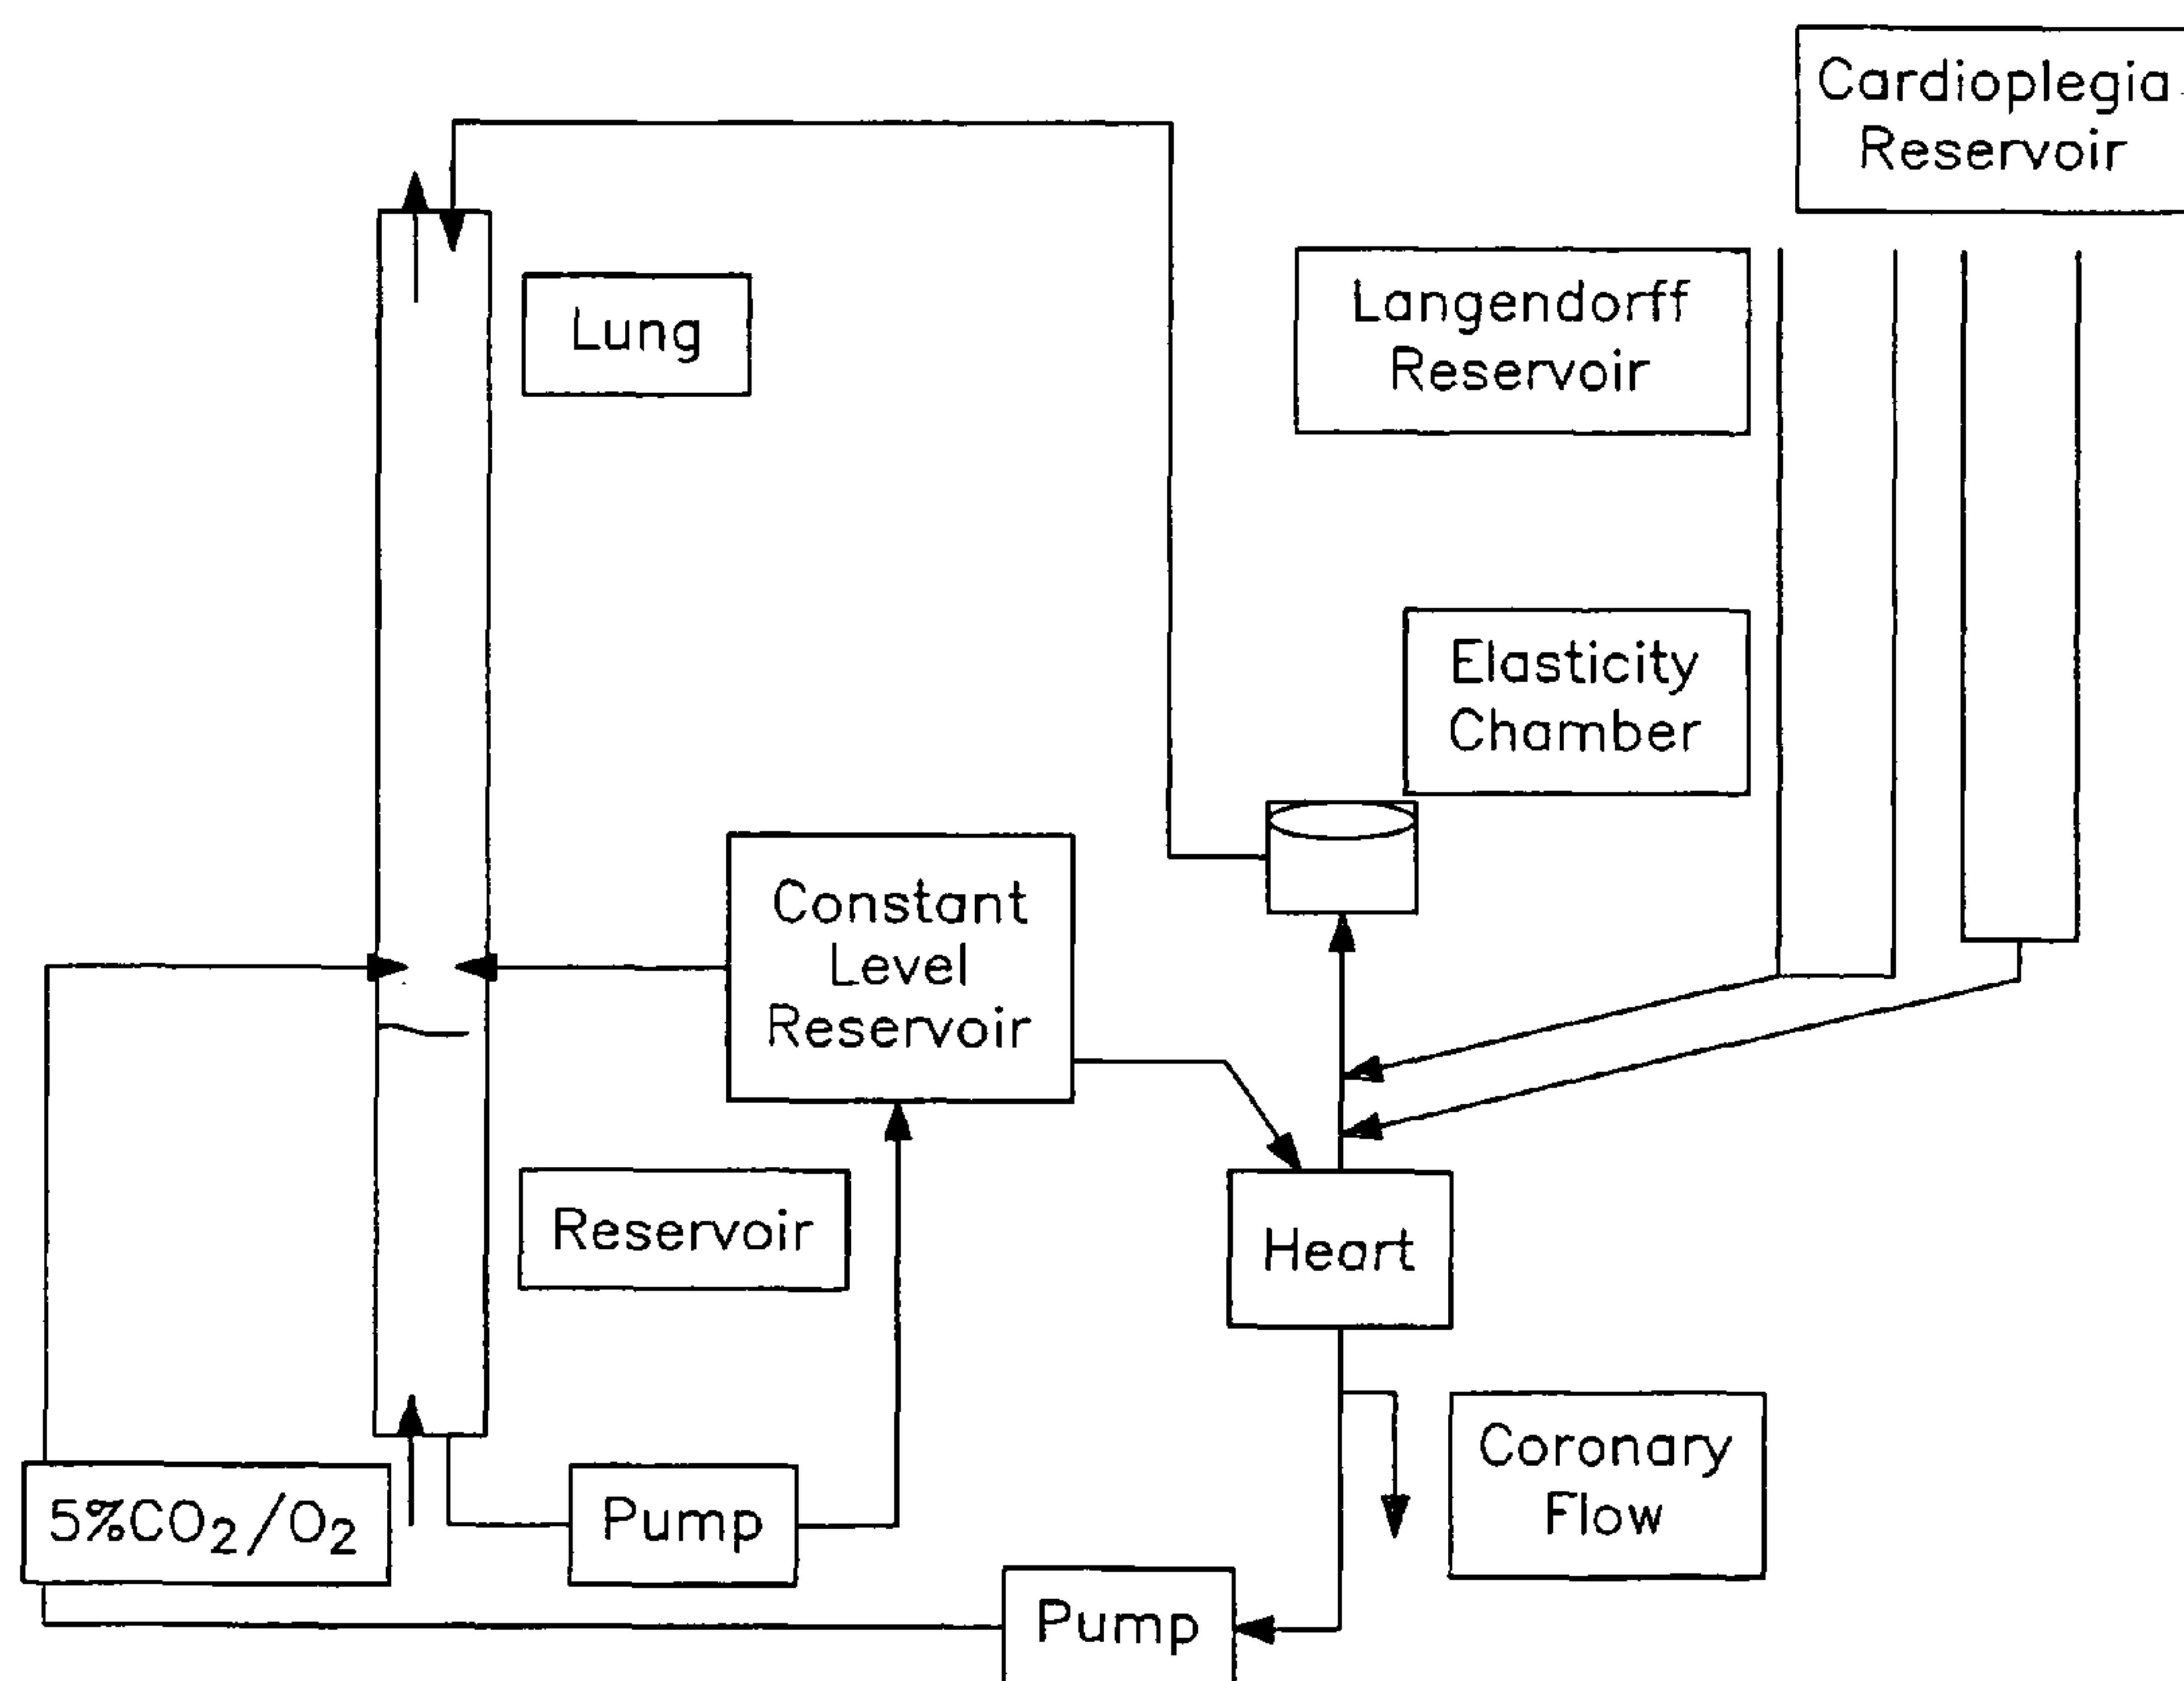 Cardioplegia
Reservoir
Lung
Langendorff
Reservoir
Elasticity
Chamber
Constant
Level
Reservoir
Reservoir
Heart
Coronary
Flow
5%CO₂/O₂
Pump
Pump